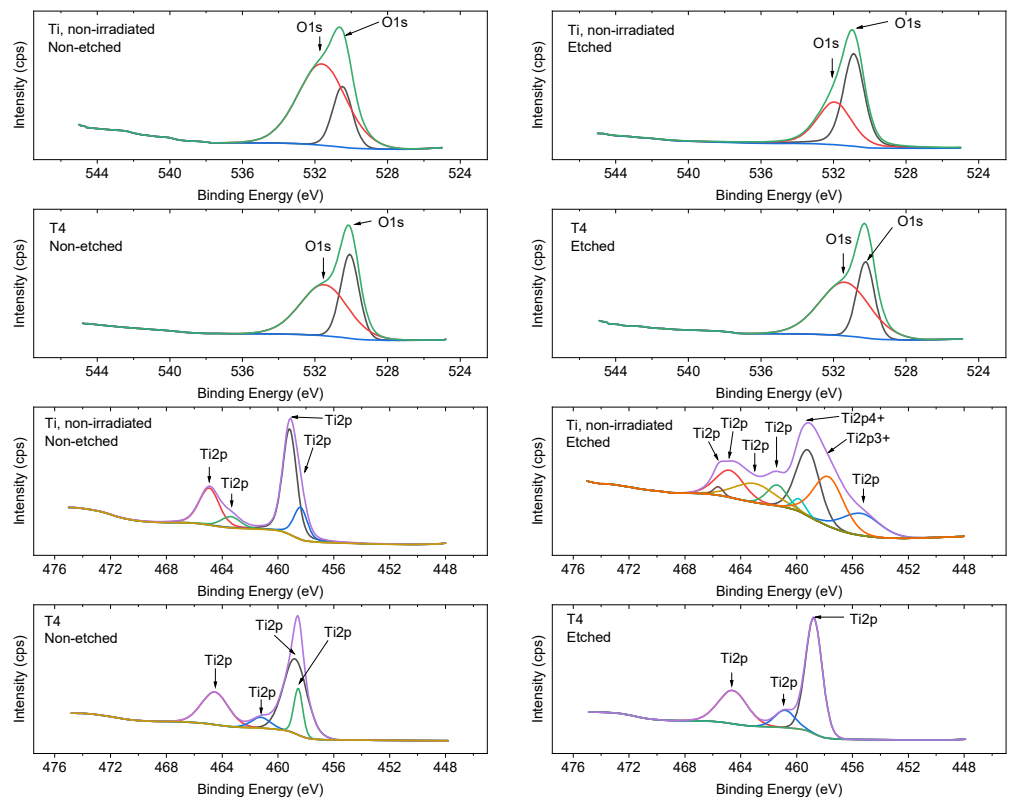 Ti, non-irradiated
Non-etched
O1s
O1s
Intensity (cps)
544 540 536 532 528 524
Binding Energy (eV)
Ti, non-irradiated
Etched
O1s
O1s
Intensity (cps)
544 540 536 532 528 524
Binding Energy (eV)
T4
Non-etched
O1s
O1s
Intensity (cps)
544 540 536 532 528 524
Binding Energy (eV)
T4
Etched
O1s
O1s
Intensity (cps)
544 540 536 532 528 524
Binding Energy (eV)
Ti, non-irradiated
Non-etched
Ti2p
Ti2p
Ti2p
Ti2p
Intensity (cps)
476 472 468 464 460 456 452 448
Binding Energy (eV)
Ti, non-irradiated
Etched
Ti2p4+
Ti2p
Ti2p
Ti2p
Ti2p
Ti2p3+
Ti2p
Intensity (cps)
476 472 468 464 460 456 452 448
Binding Energy (eV)
T4
Non-etched
Ti2p
Ti2p
Ti2p
Ti2p
Intensity (cps)
476 472 468 464 460 456 452 448
Binding Energy (eV)
T4
Etched
Ti2p
Ti2p
Ti2p
Intensity (cps)
476 472 468 464 460 456 452 448
Binding Energy (eV)